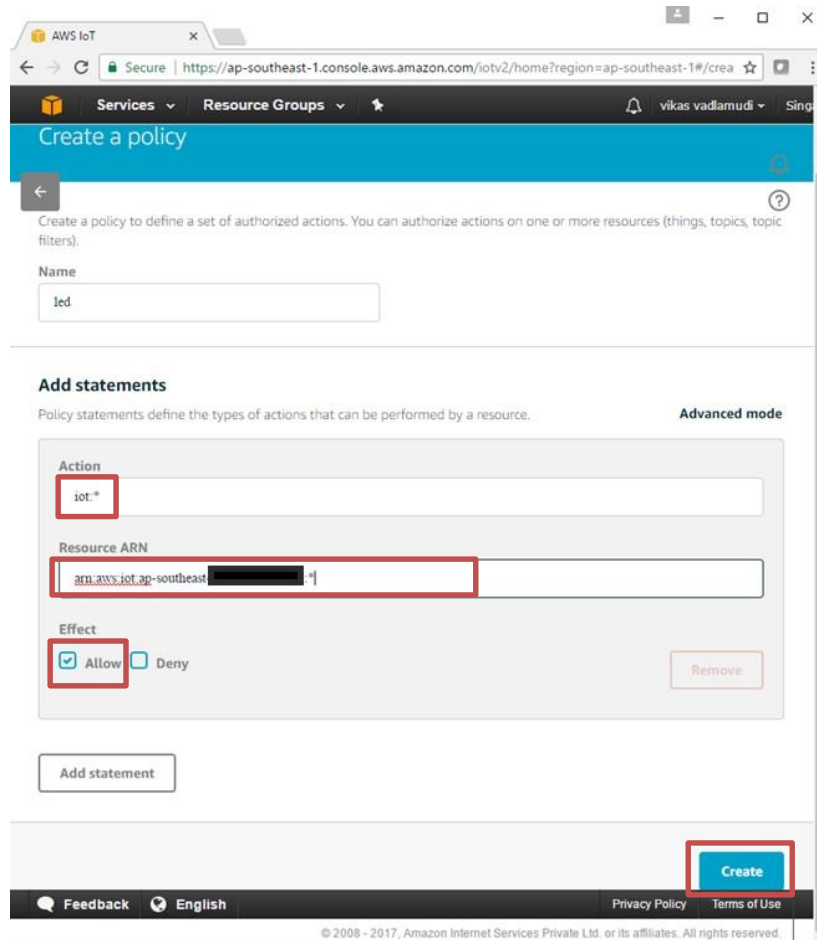 AWS IoT
Secure | https://ap-southeast-1.console.aws.amazon.com/iotv2/home?region=ap-southeast-1#/crea
Services Resource Groups vikas vadlamudi Sing
Create a policy
Create a policy to define a set of authorized actions. You can authorize actions on one or more resources (things, topics, topic
filters).
Name
led
Add statements
Policy statements define the types of actions that can be performed by a resource.
Advanced mode
Action
iot:*
Resource ARN
arn:aws:iot:ap-southeast- :*
Effect
Allow Deny
Remove
Add statement
Create
Feedback English Privacy Policy Terms of Use
© 2008 - 2017, Amazon Internet Services Private Ltd. or its affiliates. All rights reserved.